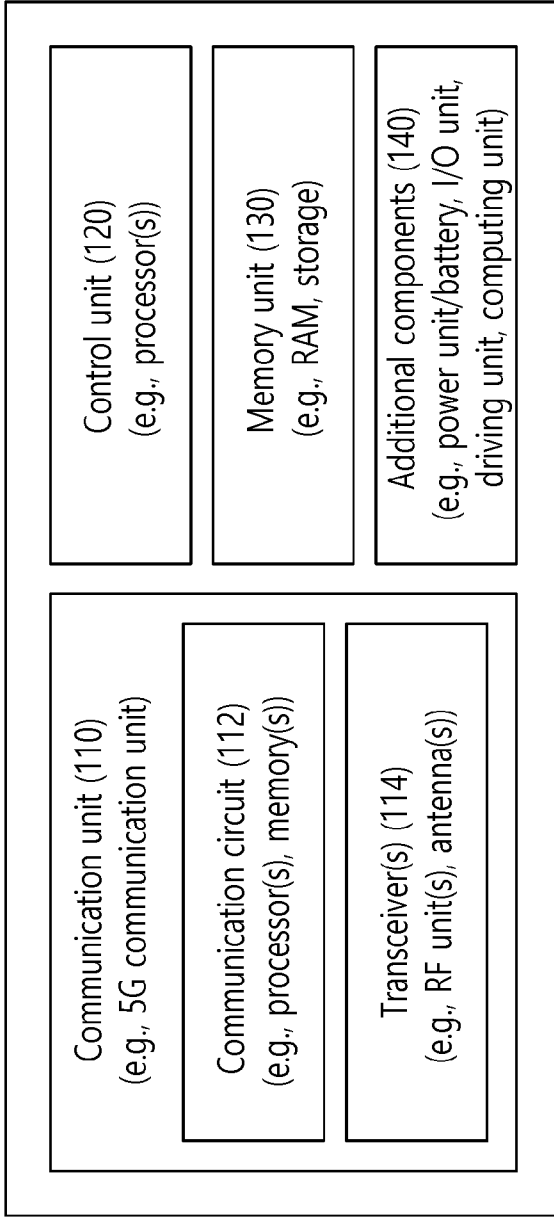 Communication unit (110)
(e.g., 5G communication unit)
Communication circuit (112)
(e.g., processor(s), memory(s))
Transceiver(s) (114)
(e.g., RF unit(s), antenna(s))
Control unit (120)
(e.g., processor(s))
Memory unit (130)
(e.g., RAM, storage)
Additional components (140)
(e.g., power unit/battery, I/O unit,
driving unit, computing unit)